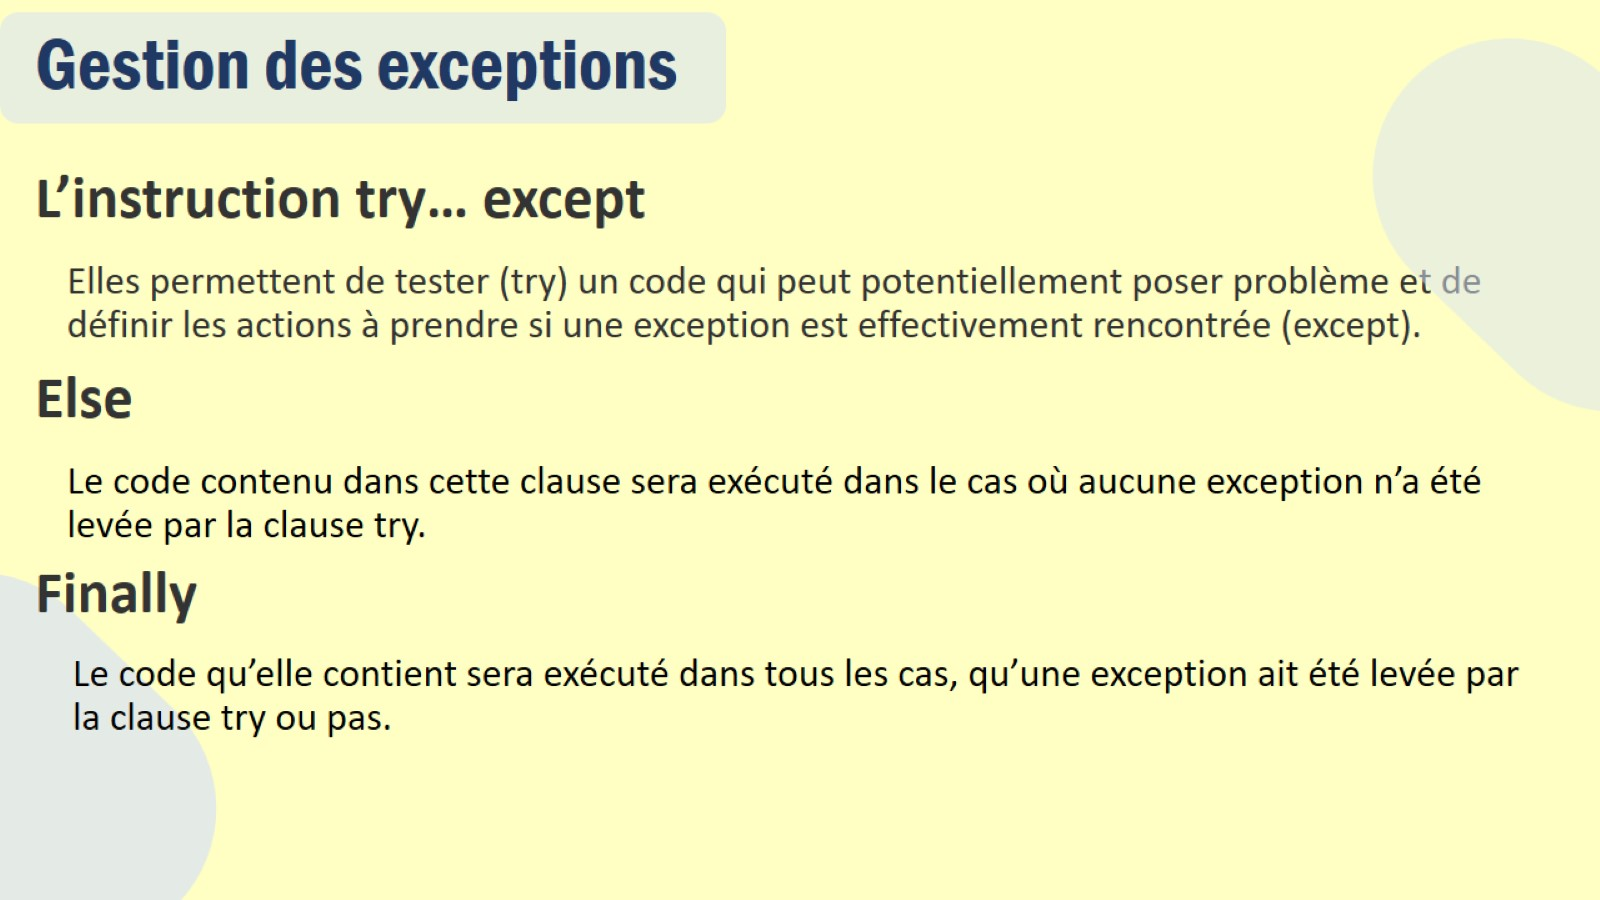 Gestion des exceptions
L’instruction try… except
Elles permettent de tester (try) un code qui peut potentiellement poser problème et de
définir les actions à prendre si une exception est effectivement rencontrée (except).
Else
Le code contenu dans cette clause sera exécuté dans le cas où aucune exception n’a été
levée par la clause try.
Finally
Le code qu’elle contient sera exécuté dans tous les cas, qu’une exception ait été levée par
la clause try ou pas.